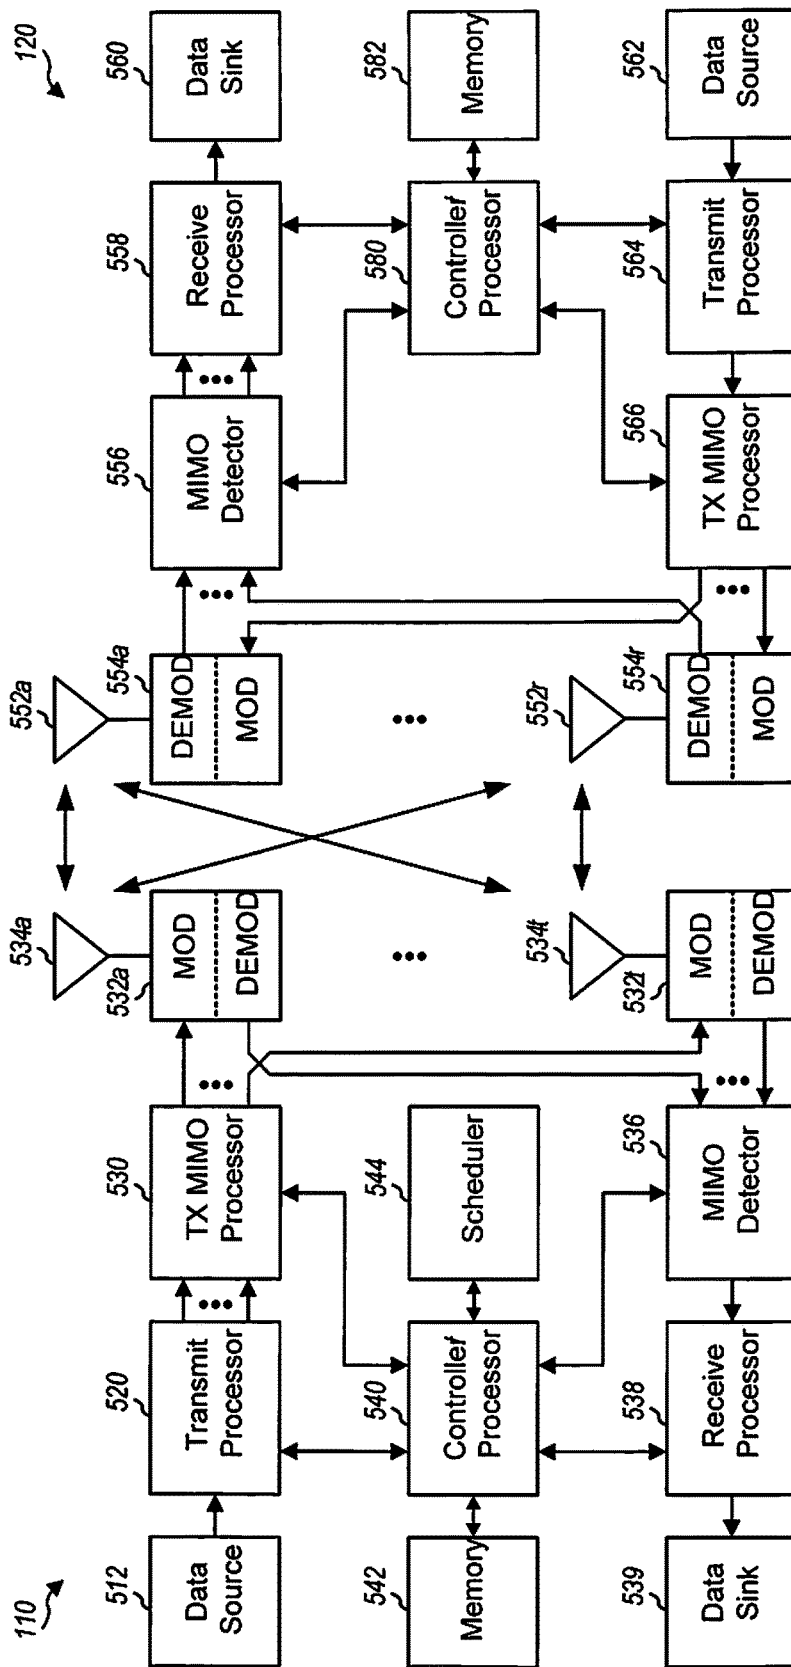 110
120
512
Data
Source
520
Transmit
Processor
530
TX MIMO
Processor
532a
MOD
DEMOD
534a
552a
554a
DEMOD
MOD
556
MIMO
Detector
558
Receive
Processor
560
Data
Sink
542
Memory
540
Controller/
Processor
544
Scheduler
580
Controller/
Processor
582
Memory
539
Data
Sink
538
Receive
Processor
536
MIMO
Detector
532t
MOD
DEMOD
534t
552r
554r
DEMOD
MOD
566
TX MIMO
Processor
564
Transmit
Processor
562
Data
Source